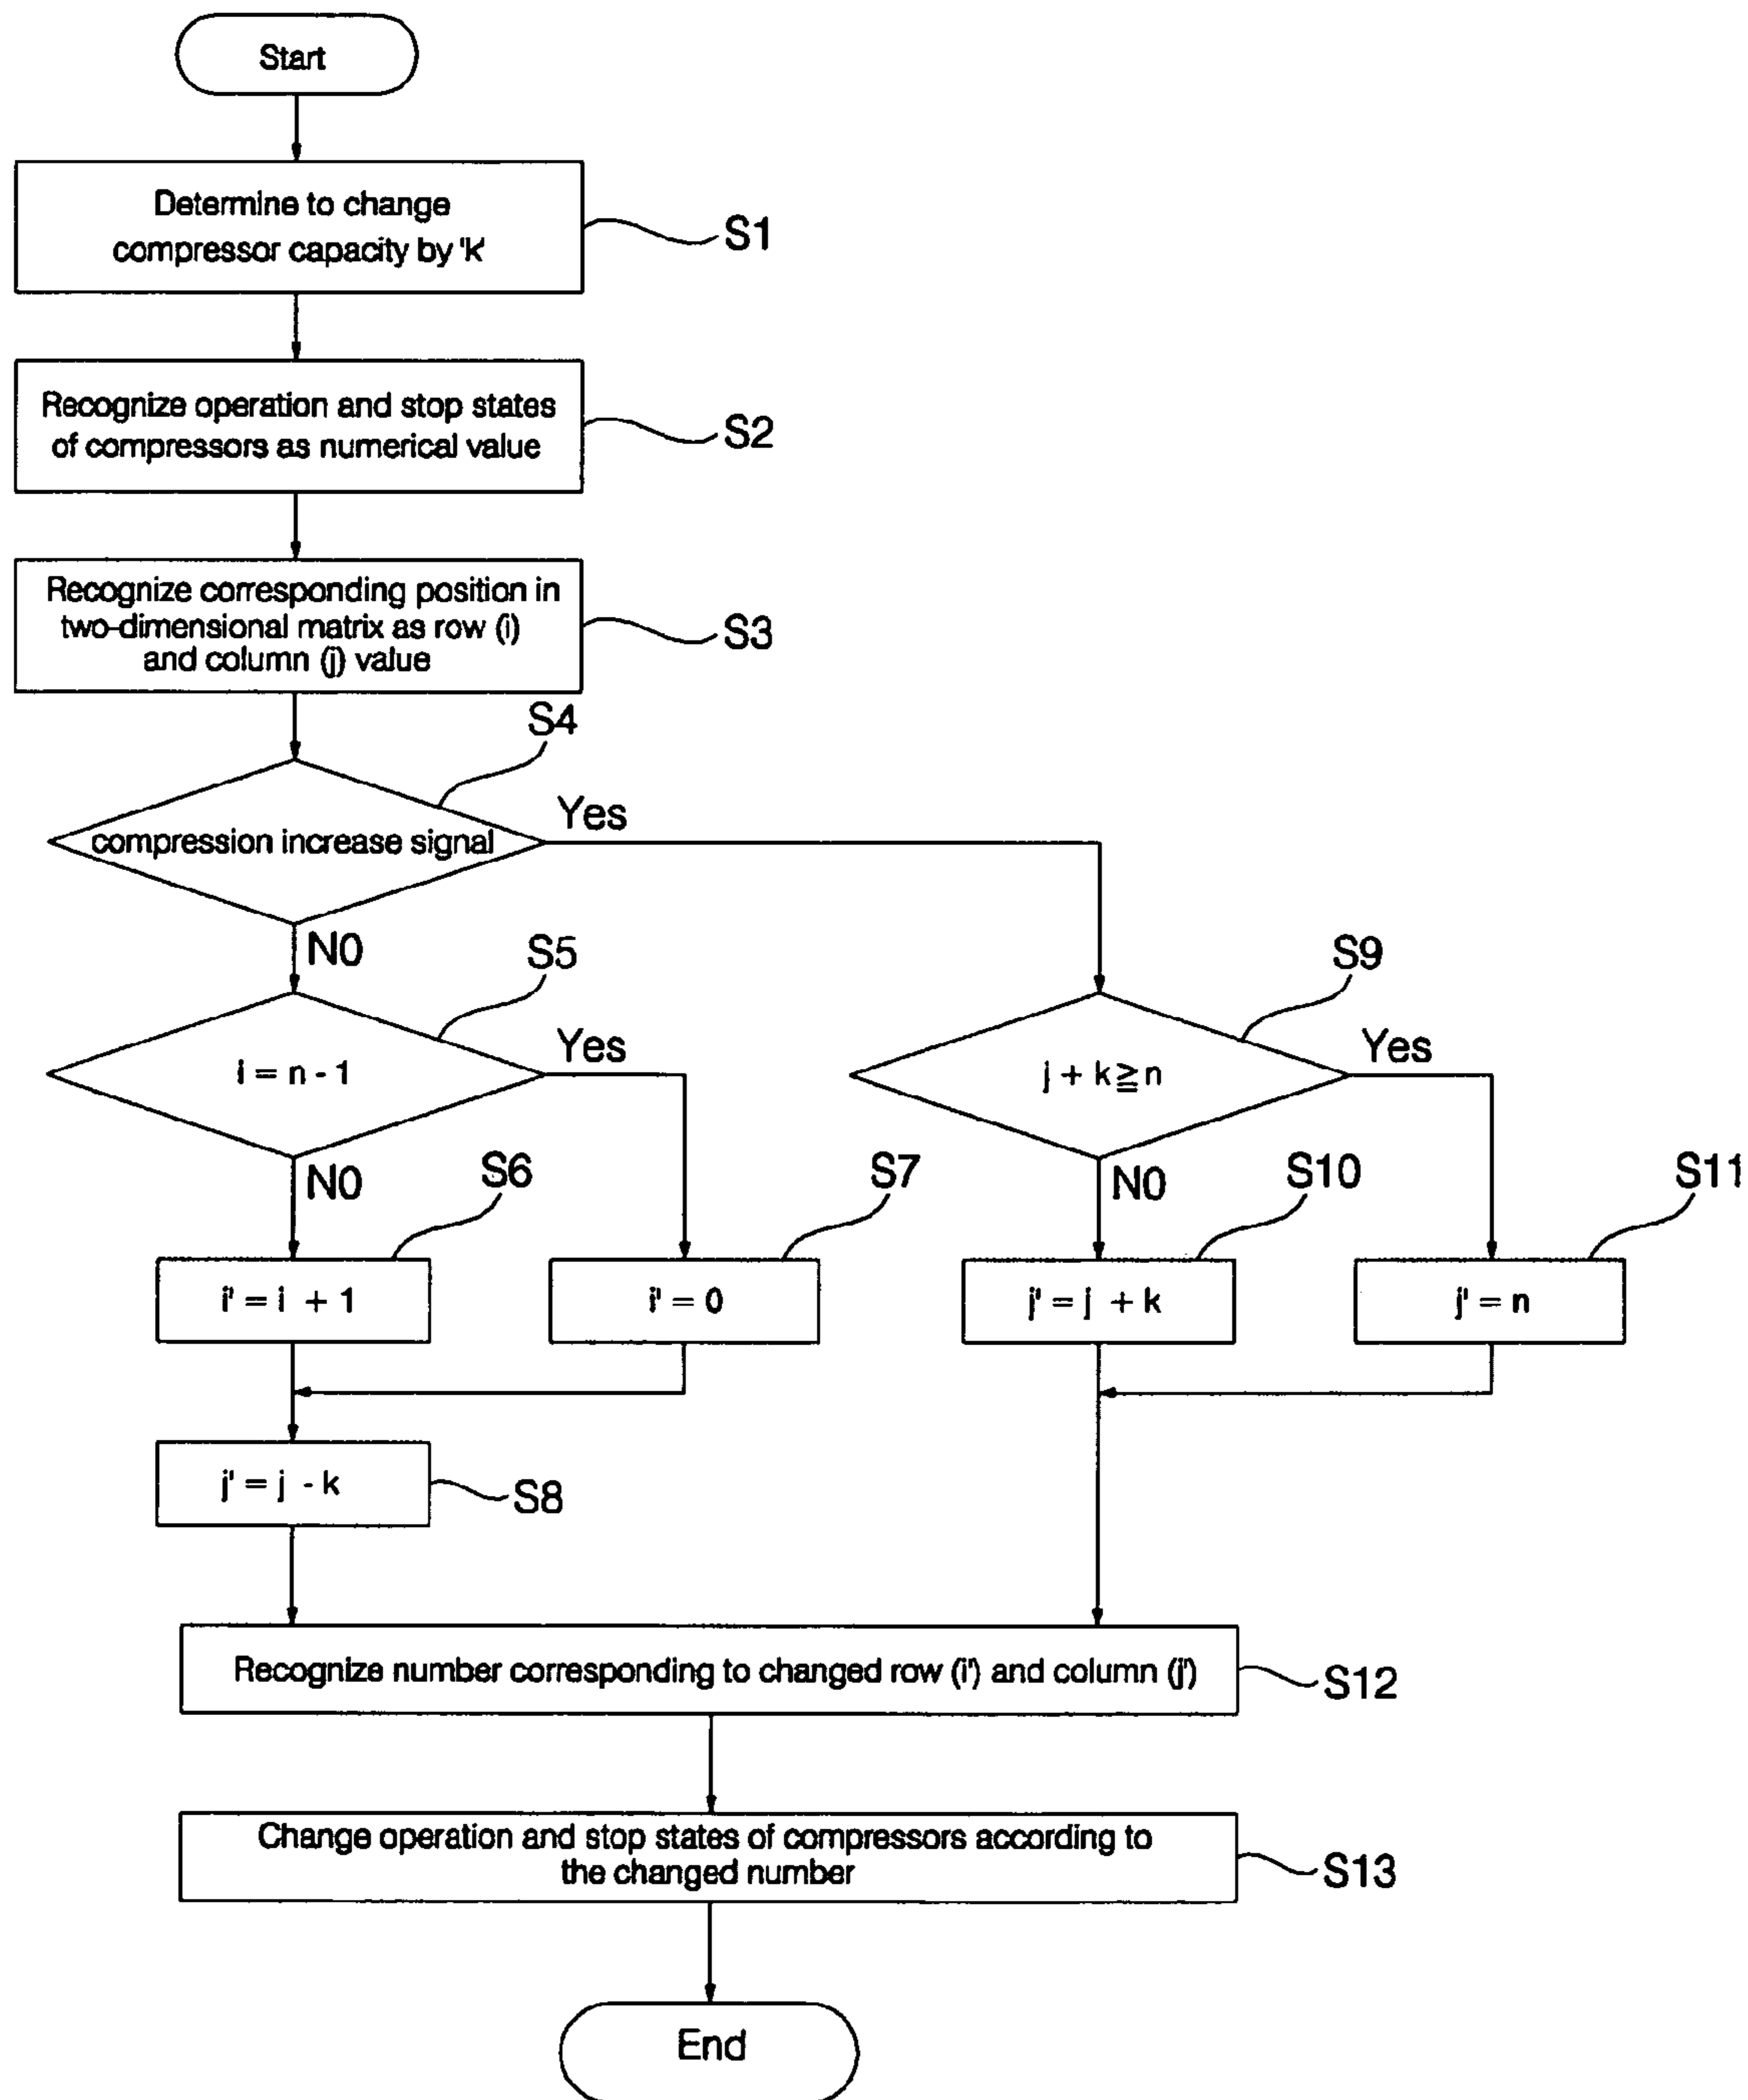 Start
Determine to change
compressor capacity by 'k'
S1
Recognize operation and stop states
of compressors as numerical value
S2
Recognize corresponding position in
two-dimensional matrix as row (i)
and column (j) value
S3
S4
compression increase signal
Yes
N0
S5
i = n - 1
Yes
N0
S9
j + k ≧ n
Yes
N0
S6
i' = i + 1
S7
i' = 0
S10
j' = j + k
S11
j' = n
j' = j - k
S8
Recognize number corresponding to changed row (i') and column (j')
S12
Change operation and stop states of compressors according to
the changed number
S13
End